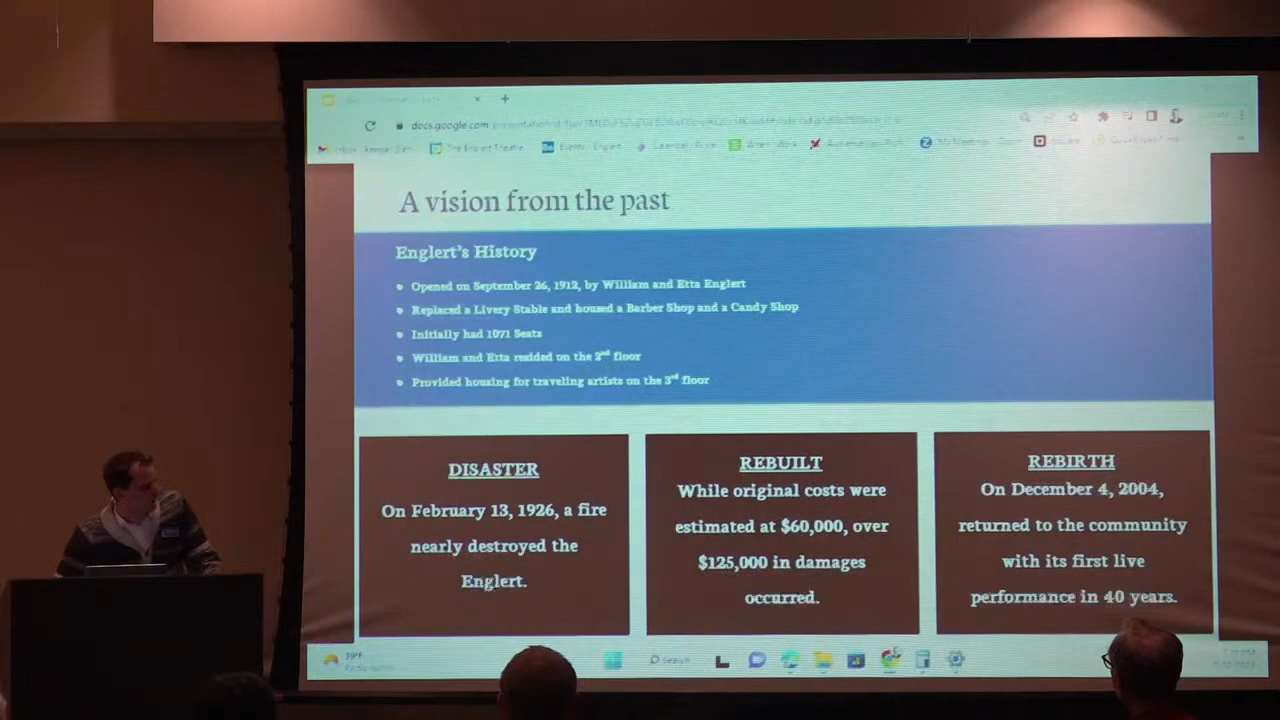 docs.google.com
The Englert Theatre
A vision from the past
Englert's History
Opened on September 26, 1912, by William and Etta Englert
Replaced a Livery Stable and housed a Barber Shop and a Candy Shop
Initially had 1071 Seats
William and Etta resided on the 2nd floor
Provided housing for traveling artists on the 3rd floor
DISASTER
On February 13, 1926, a fire
nearly destroyed the
Englert.
REBUILT
While original costs were
estimated at $60,000, over
$125,000 in damages
occurred.
REBIRTH
On December 4, 2004,
returned to the community
with its first live
performance in 40 years.
Search